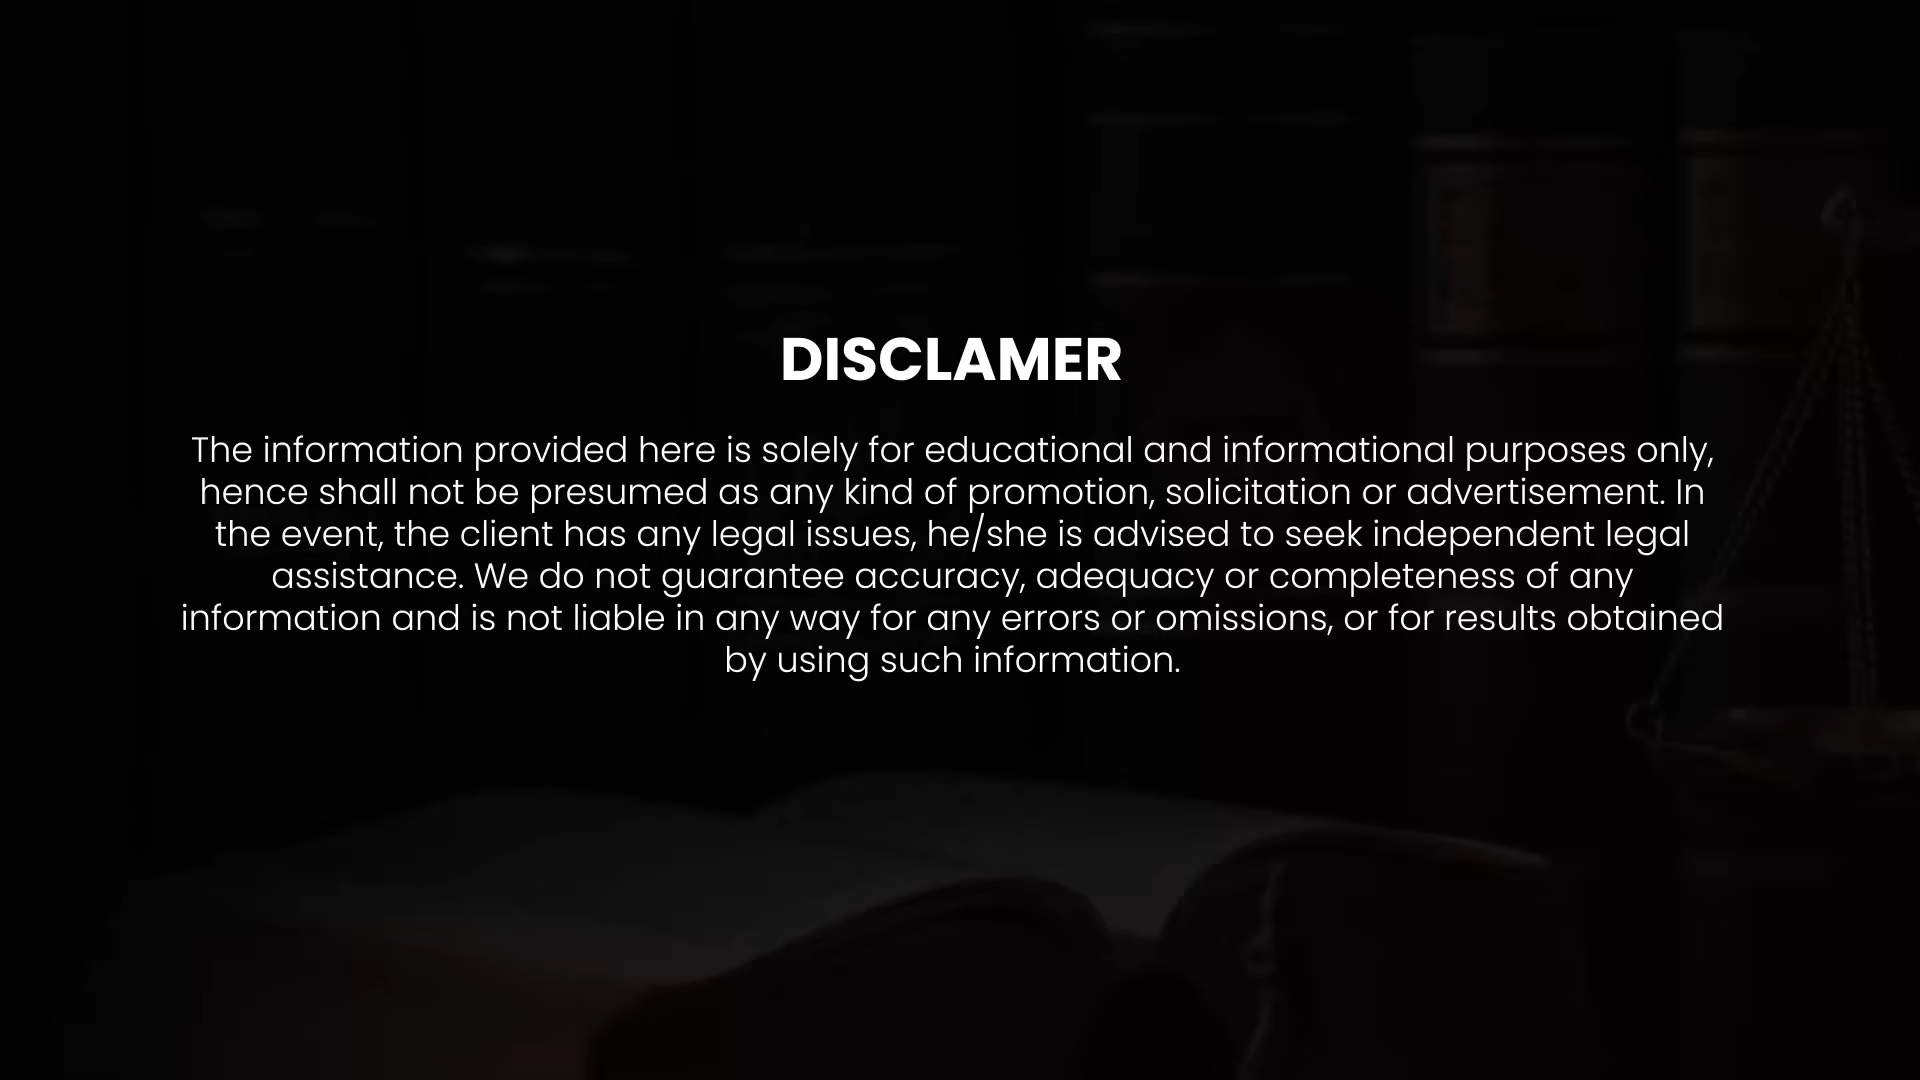 DISCLAMER
The information provided here is solely for educational and informational purposes only,
hence shall not be presumed as any kind of promotion, solicitation or advertisement. In
the event, the client has any legal issues, he/she is advised to seek independent legal
assistance. We do not guarantee accuracy, adequacy or completeness of any
information and is not liable in any way for any errors or omissions, or for results obtained
by using such information.